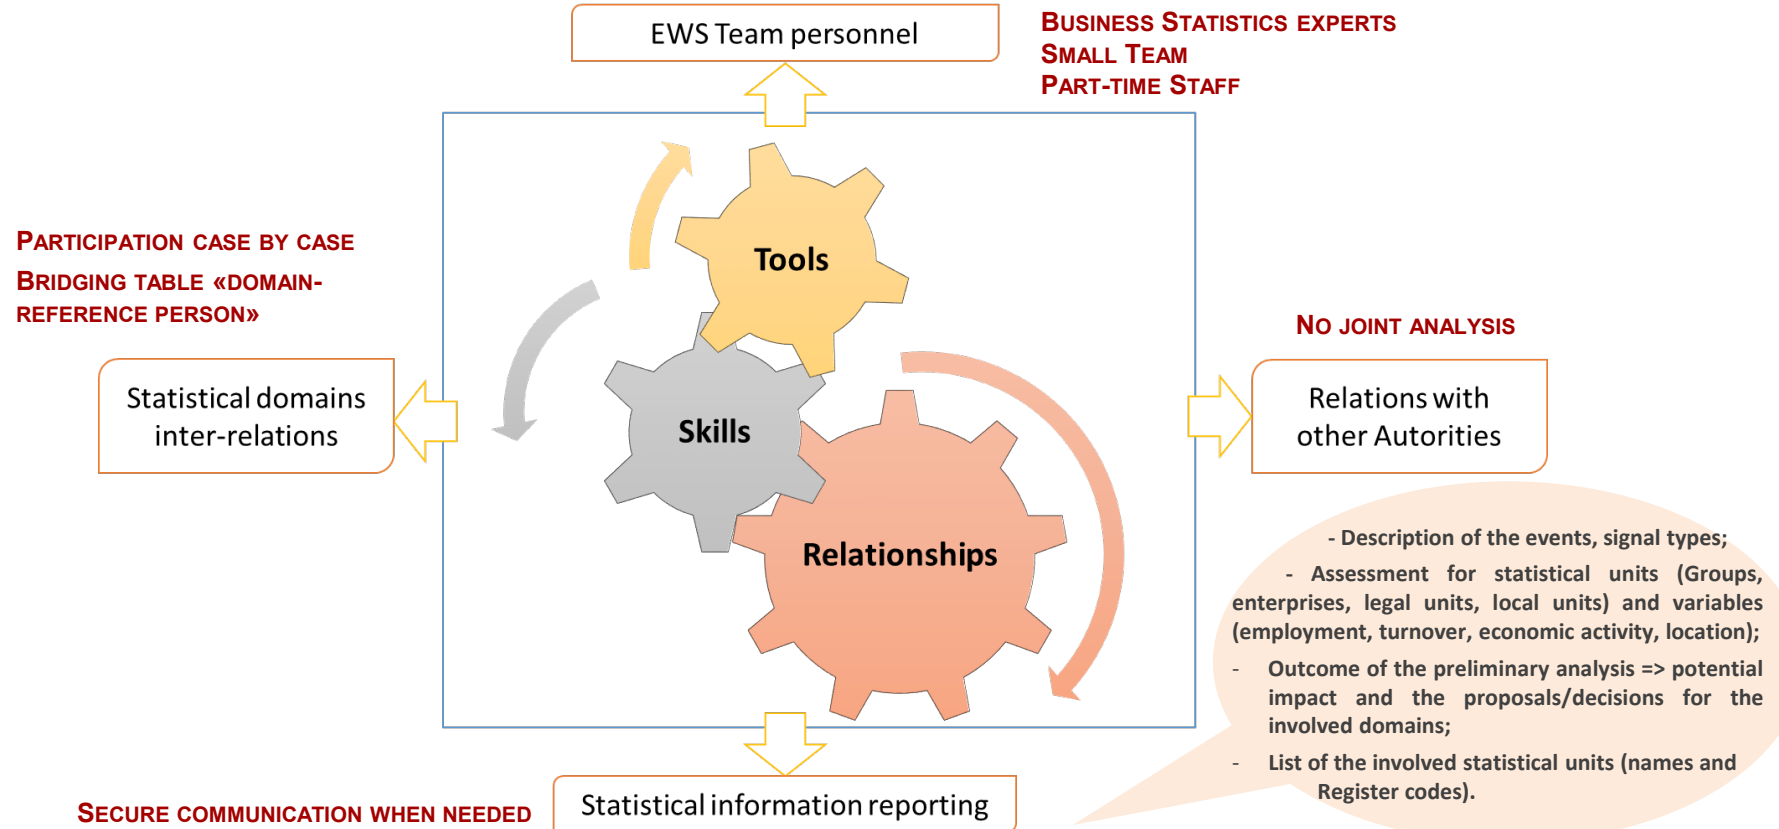 EWS Team personnel
BUSINESS STATISTICS EXPERTS
SMALL TEAM
PART-TIME STAFF
PARTICIPATION CASE BY CASE
BRIDGING TABLE «DOMAIN-
REFERENCE PERSON»
Statistical domains
inter-relations
Tools
Skills
Relationships
NO JOINT ANALYSIS
Relations with
other Autorities
- Description of the events, signal types;
- Assessment for statistical units (Groups,
enterprises, legal units, local units) and variables
(employment, turnover, economic activity, location);
- Outcome of the preliminary analysis => potential
impact and the proposals/decisions for the
involved domains;
- List of the involved statistical units (names and
Register codes).
SECURE COMMUNICATION WHEN NEEDED
Statistical information reporting